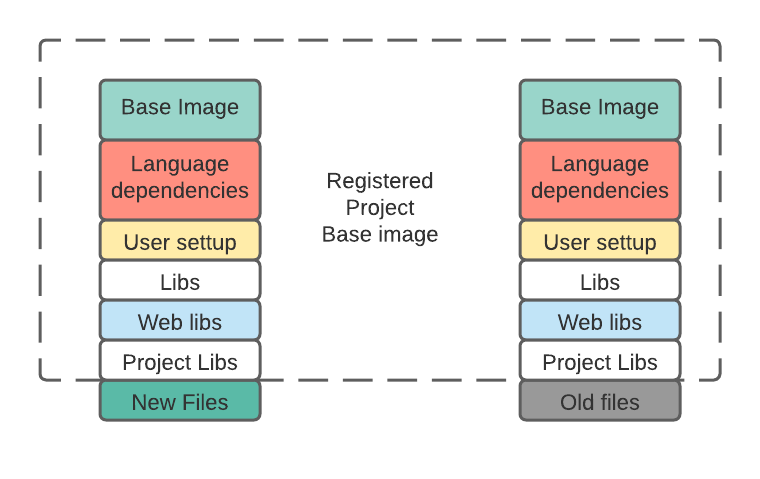 Base Image
Language
dependencies
User settup
Libs
Web libs
Project Libs
New Files
Registered
Project
Base image
Base Image
Language
dependencies
User settup
Libs
Web libs
Project Libs
Old files